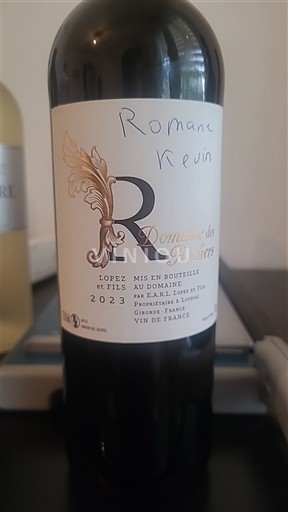 Romane
Kevin
R
Domaine des
VINICU
LOPEZ
et FILS
2023
MIS EN BOUTEILLE
AU DOMAINE
PAR E.A.R.L. LOPEZ ET FILS
GIRONDE - FRANCE
VIN DE FRANCE